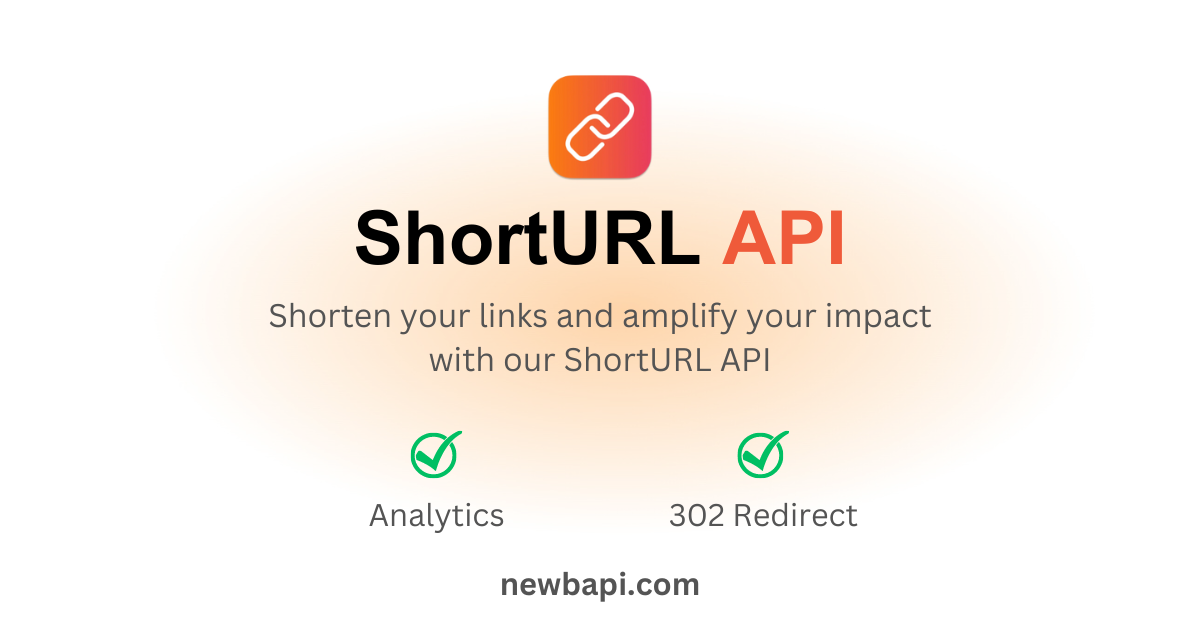 ShortURL API
Shorten your links and amplify your impact
with our ShortURL API
Analytics
302 Redirect
newbapi.com